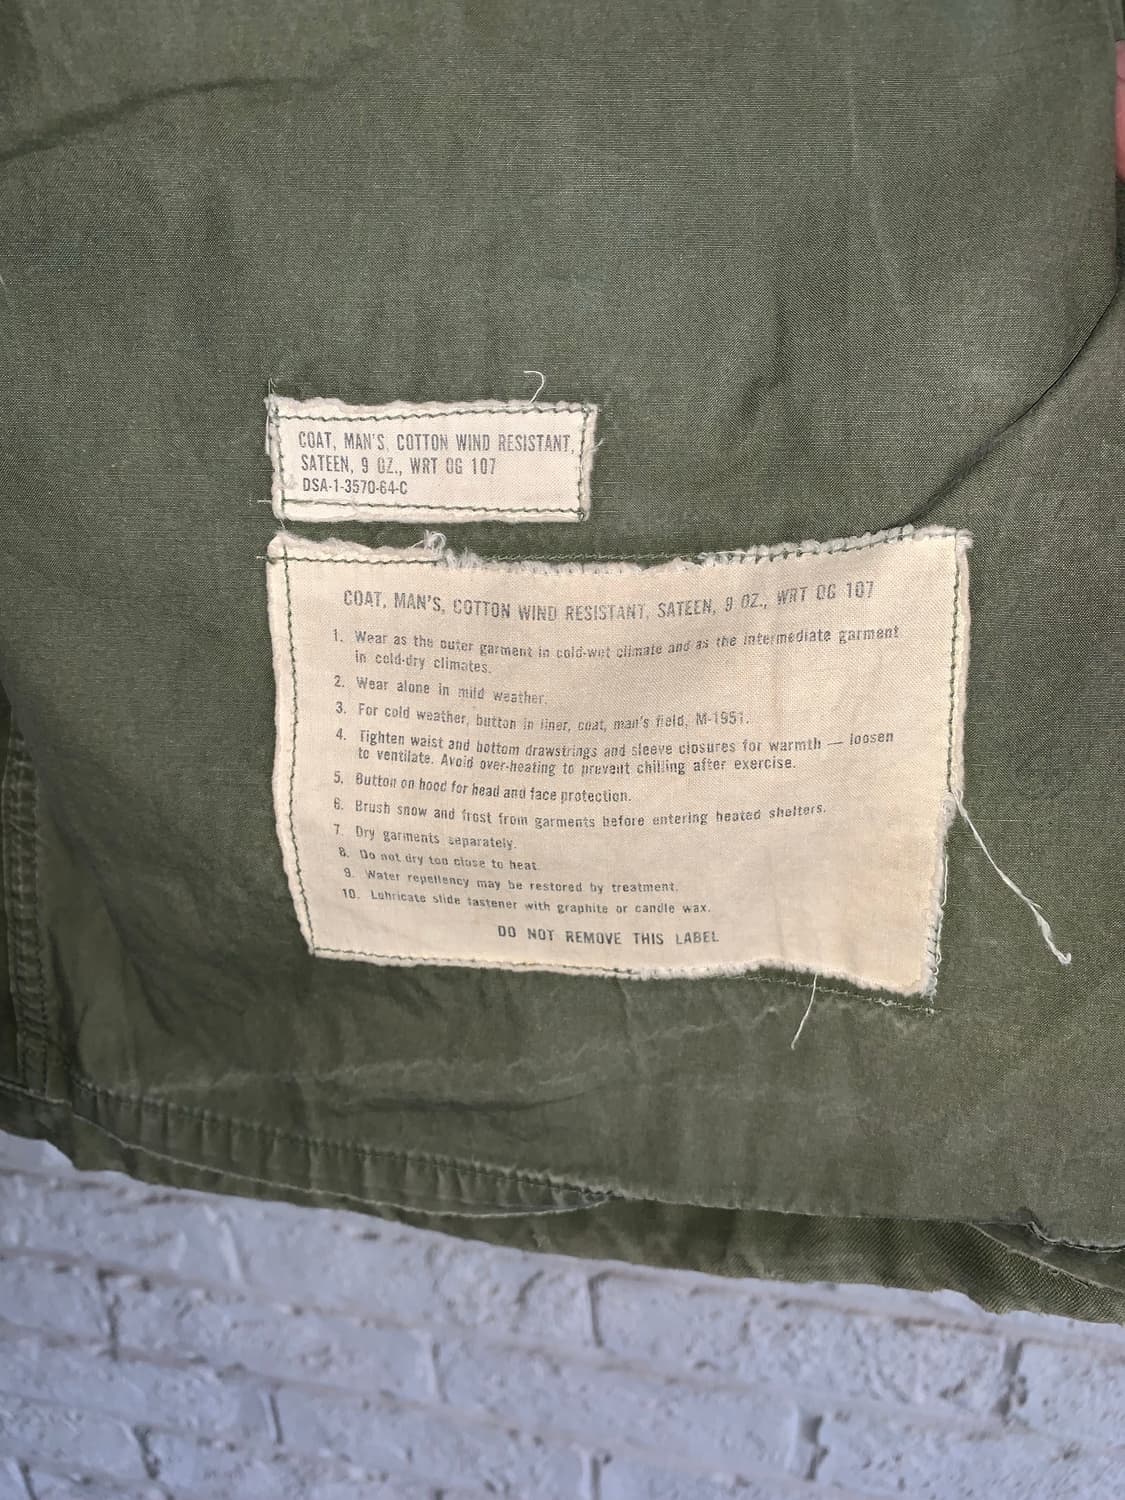 COAT, MAN'S, COTTON WIND RESISTANT,
SATEEN, 9 OZ., WRT OG 107
DSA-1-3570-64-C
COAT, MAN'S, COTTON WIND RESISTANT, SATEEN, 9 OZ., WRT OG 107
1. Wear as the outer garment in cold-wet climate and as the intermediate garment
in cold-dry climates.
2. Wear alone in mild weather.
3. For cold weather, button in liner, coat, man's field, M-1951.
4. Tighten waist and bottom drawstrings and sleeve closures for warmth — loosen
to ventilate. Avoid over-heating to prevent chilling after exercise.
5. Button on hood for head and face protection.
6. Brush snow and frost from garments before entering heated shelters.
7. Dry garments separately.
8. Do not dry too close to heat.
9. Water repellency may be restored by treatment.
10. Lubricate slide fastener with graphite or candle wax.
DO NOT REMOVE THIS LABEL